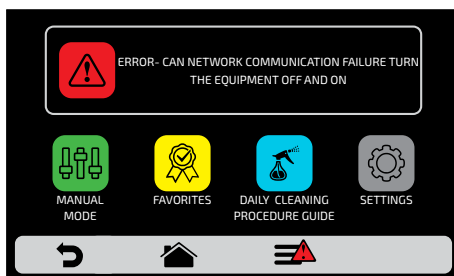 ERROR- CAN NETWORK COMMUNICATION FAILURE TURN
THE EQUIPMENT OFF AND ON
MANUAL
MODE
FAVORITES
DAILY CLEANING
PROCEDURE GUIDE
SETTINGS